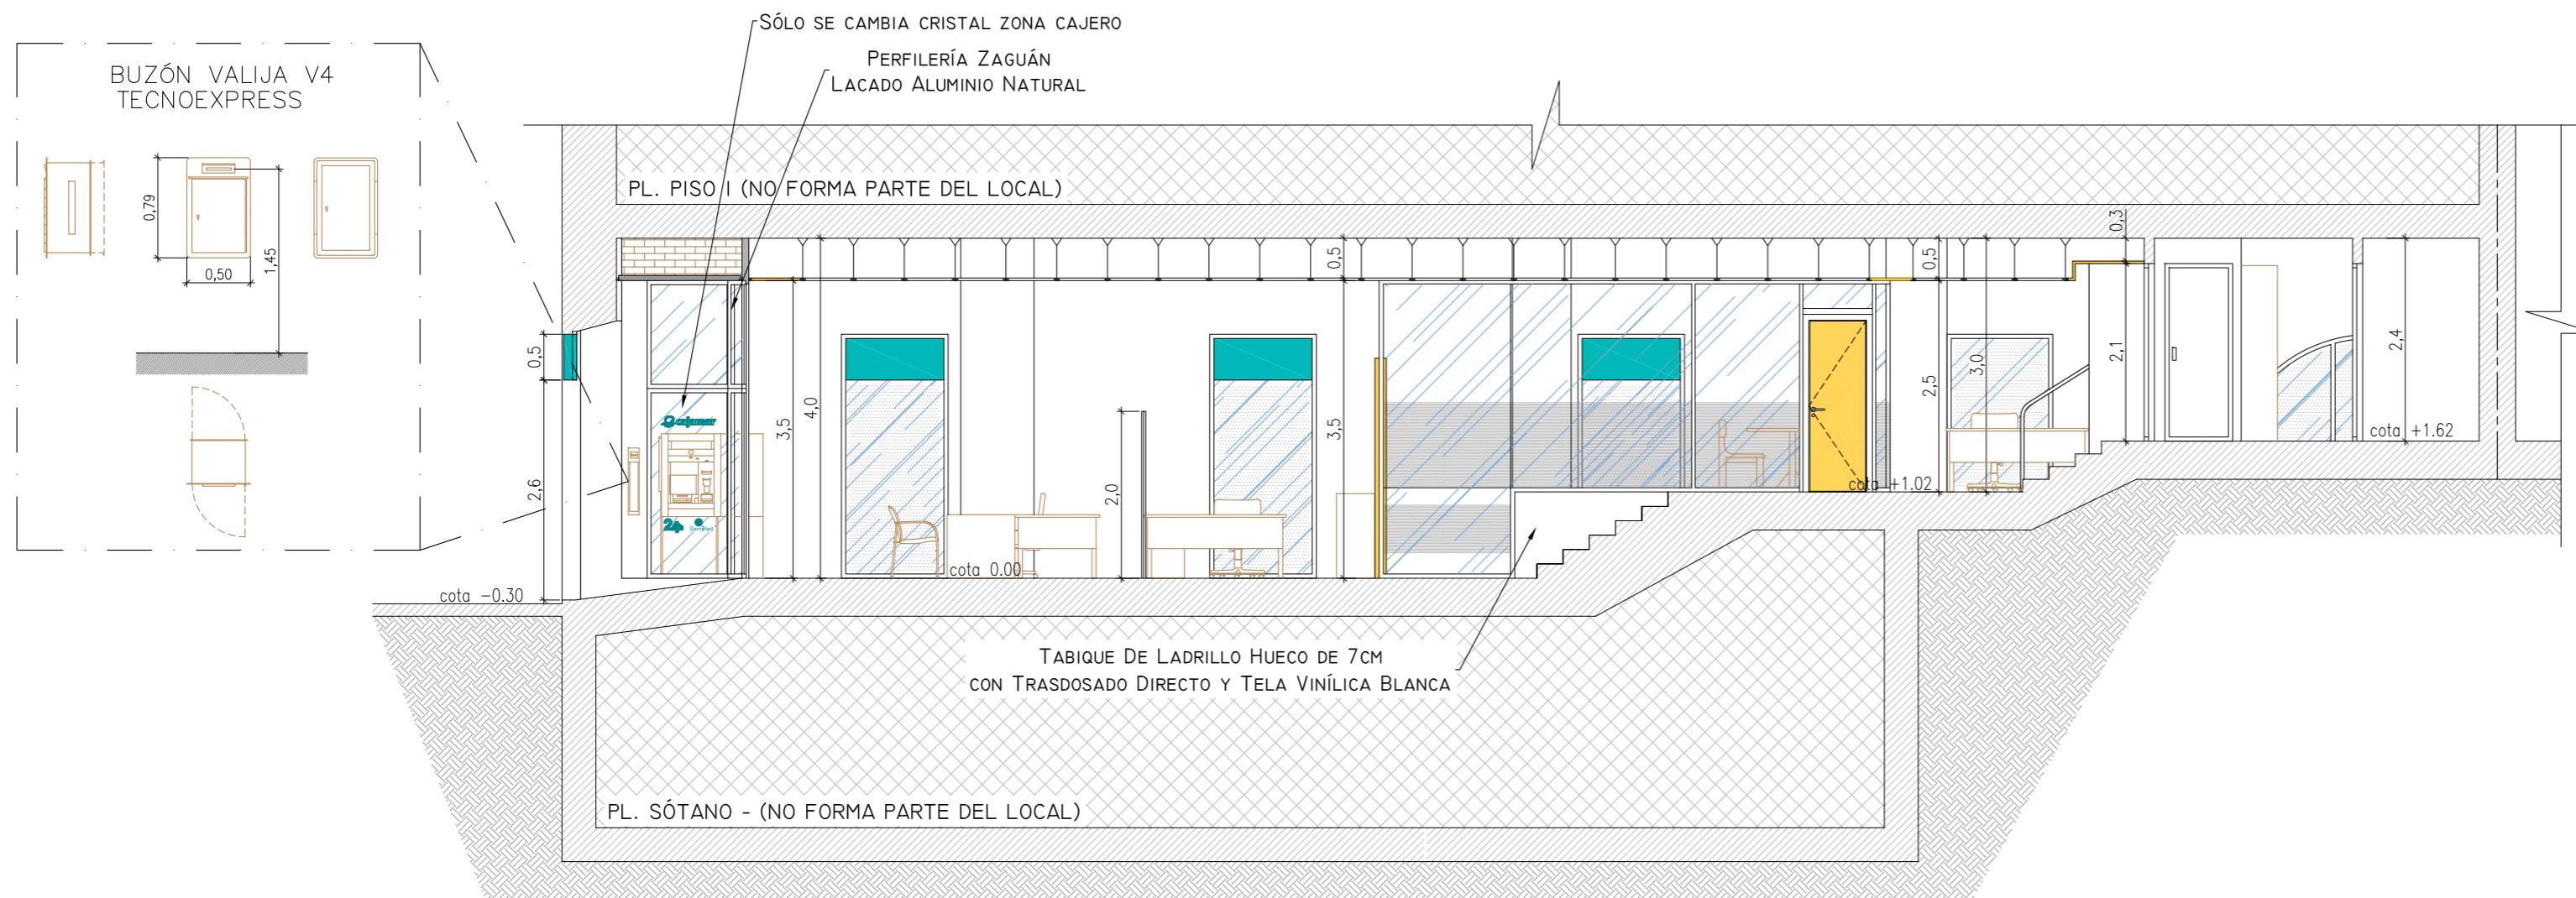 SÓLO SE CAMBIA CRISTAL ZONA CAJERO
PERFILERÍA ZAGUÁN
LACADO ALUMINIO NATURAL
BUZÓN VALIJA V4
TECNOEXPRESS
0,79
0,50
1,45
PL. PISO 1 (NO FORMA PARTE DEL LOCAL)
0,5
2,6
cota -0.30
cajamar
24
ServiRed
3,5
4,0
cota 0.00
2,0
0,5
3,5
0,5
2,5
3,0
cota +1.02
0,3
2,1
2,4
cota +1.62
TABIQUE DE LADRILLO HUECO DE 7CM
CON TRASDOSADO DIRECTO Y TELA VINÍLICA BLANCA
PL. SÓTANO - (NO FORMA PARTE DEL LOCAL)